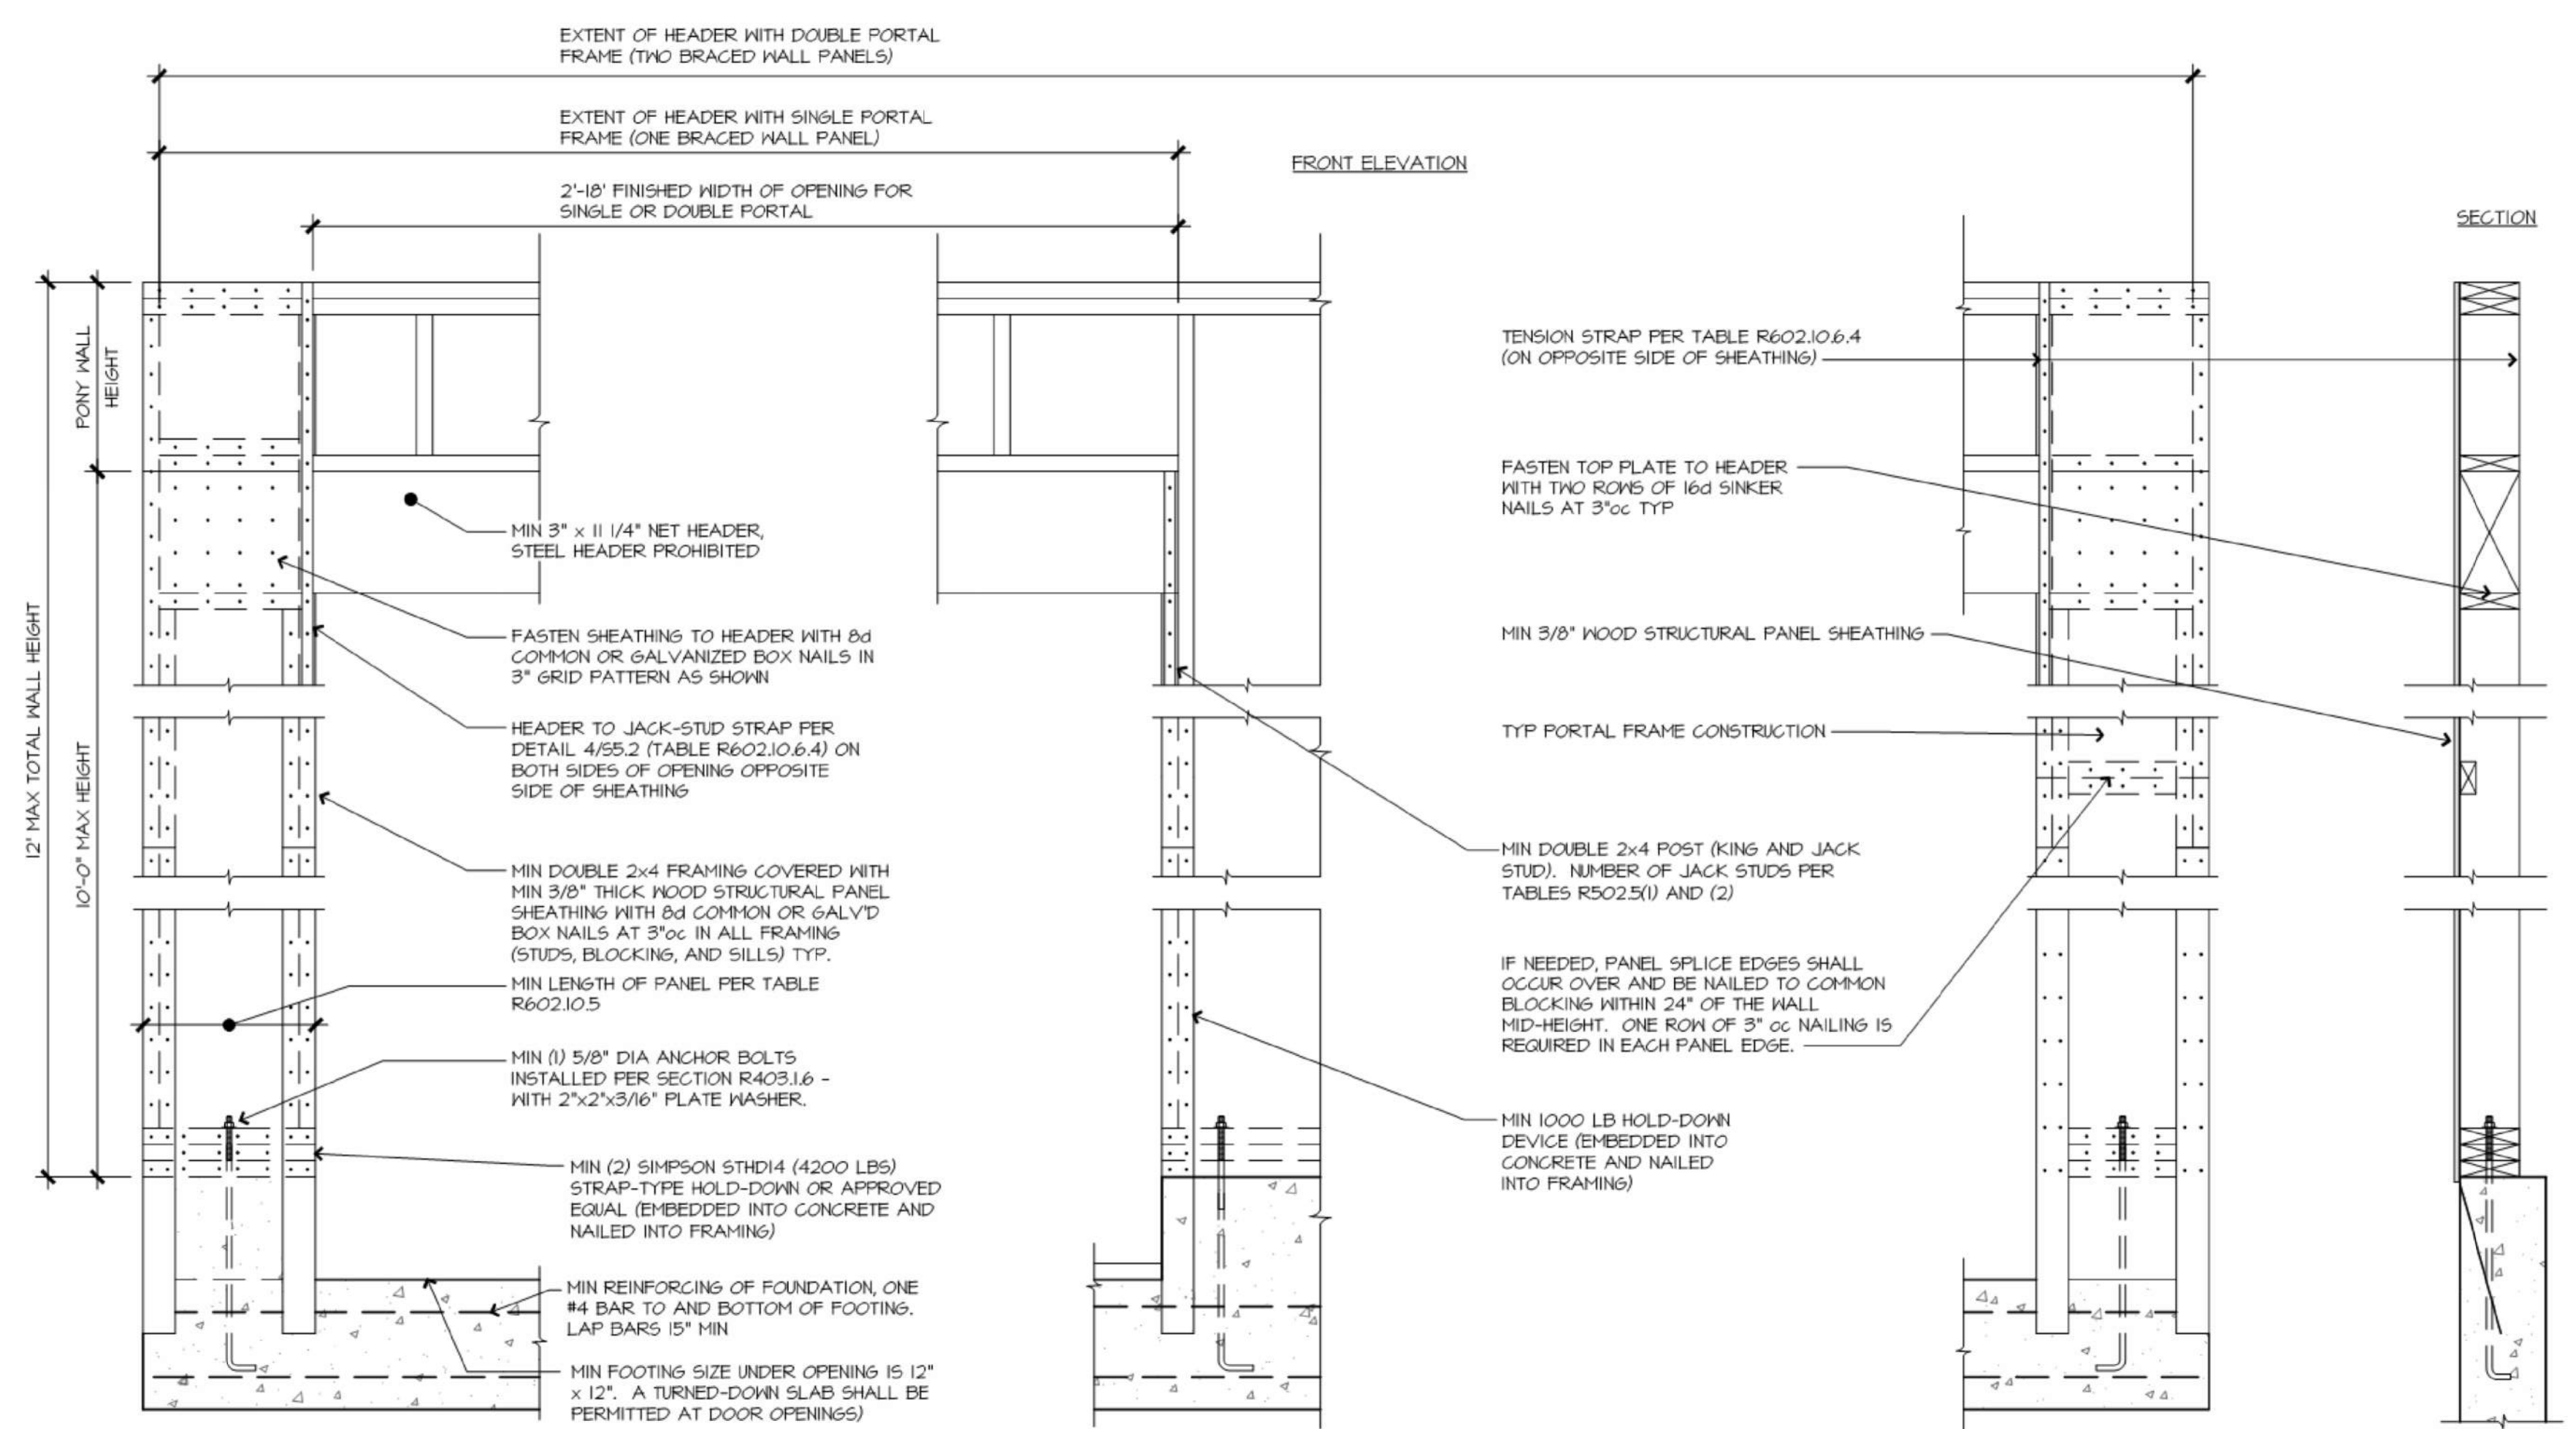 EXTENT OF HEADER WITH DOUBLE PORTAL
FRAME (TWO BRACED WALL PANELS)
EXTENT OF HEADER WITH SINGLE PORTAL
FRAME (ONE BRACED WALL PANEL)
FRONT ELEVATION
2'-18' FINISHED WIDTH OF OPENING FOR
SINGLE OR DOUBLE PORTAL
SECTION
12' MAX TOTAL WALL HEIGHT
PONY WALL
HEIGHT
10'-0" MAX HEIGHT
MIN 3" x 11 1/4" NET HEADER,
STEEL HEADER PROHIBITED
FASTEN SHEATHING TO HEADER WITH 8d
COMMON OR GALVANIZED BOX NAILS IN
3" GRID PATTERN AS SHOWN
HEADER TO JACK-STUD STRAP PER
DETAIL 4/S5.2 (TABLE R602.10.6.4) ON
BOTH SIDES OF OPENING OPPOSITE
SIDE OF SHEATHING
MIN DOUBLE 2x4 FRAMING COVERED WITH
MIN 3/8" THICK WOOD STRUCTURAL PANEL
SHEATHING WITH 8d COMMON OR GALV'D
BOX NAILS AT 3"oc IN ALL FRAMING
(STUDS, BLOCKING, AND SILLS) TYP.
MIN LENGTH OF PANEL PER TABLE
R602.10.5
MIN (1) 5/8" DIA ANCHOR BOLTS
INSTALLED PER SECTION R403.1.6 -
WITH 2"x2"x3/16" PLATE WASHER.
MIN (2) SIMPSON STHD14 (4200 LBS)
STRAP-TYPE HOLD-DOWN OR APPROVED
EQUAL (EMBEDDED INTO CONCRETE AND
NAILED INTO FRAMING)
MIN REINFORCING OF FOUNDATION, ONE
#4 BAR TO AND BOTTOM OF FOOTING.
LAP BARS 15" MIN
MIN FOOTING SIZE UNDER OPENING IS 12"
x 12". A TURNED-DOWN SLAB SHALL BE
PERMITTED AT DOOR OPENINGS)
TENSION STRAP PER TABLE R602.10.6.4
(ON OPPOSITE SIDE OF SHEATHING)
FASTEN TOP PLATE TO HEADER
WITH TWO ROWS OF 16d SINKER
NAILS AT 3"oc TYP
MIN 3/8" WOOD STRUCTURAL PANEL SHEATHING
TYP PORTAL FRAME CONSTRUCTION
MIN DOUBLE 2x4 POST (KING AND JACK
STUD). NUMBER OF JACK STUDS PER
TABLES R502.5(1) AND (2)
IF NEEDED, PANEL SPLICE EDGES SHALL
OCCUR OVER AND BE NAILED TO COMMON
BLOCKING WITHIN 24" OF THE WALL
MID-HEIGHT. ONE ROW OF 3" oc NAILING IS
REQUIRED IN EACH PANEL EDGE.
MIN 1000 LB HOLD-DOWN
DEVICE (EMBEDDED INTO
CONCRETE AND NAILED
INTO FRAMING)